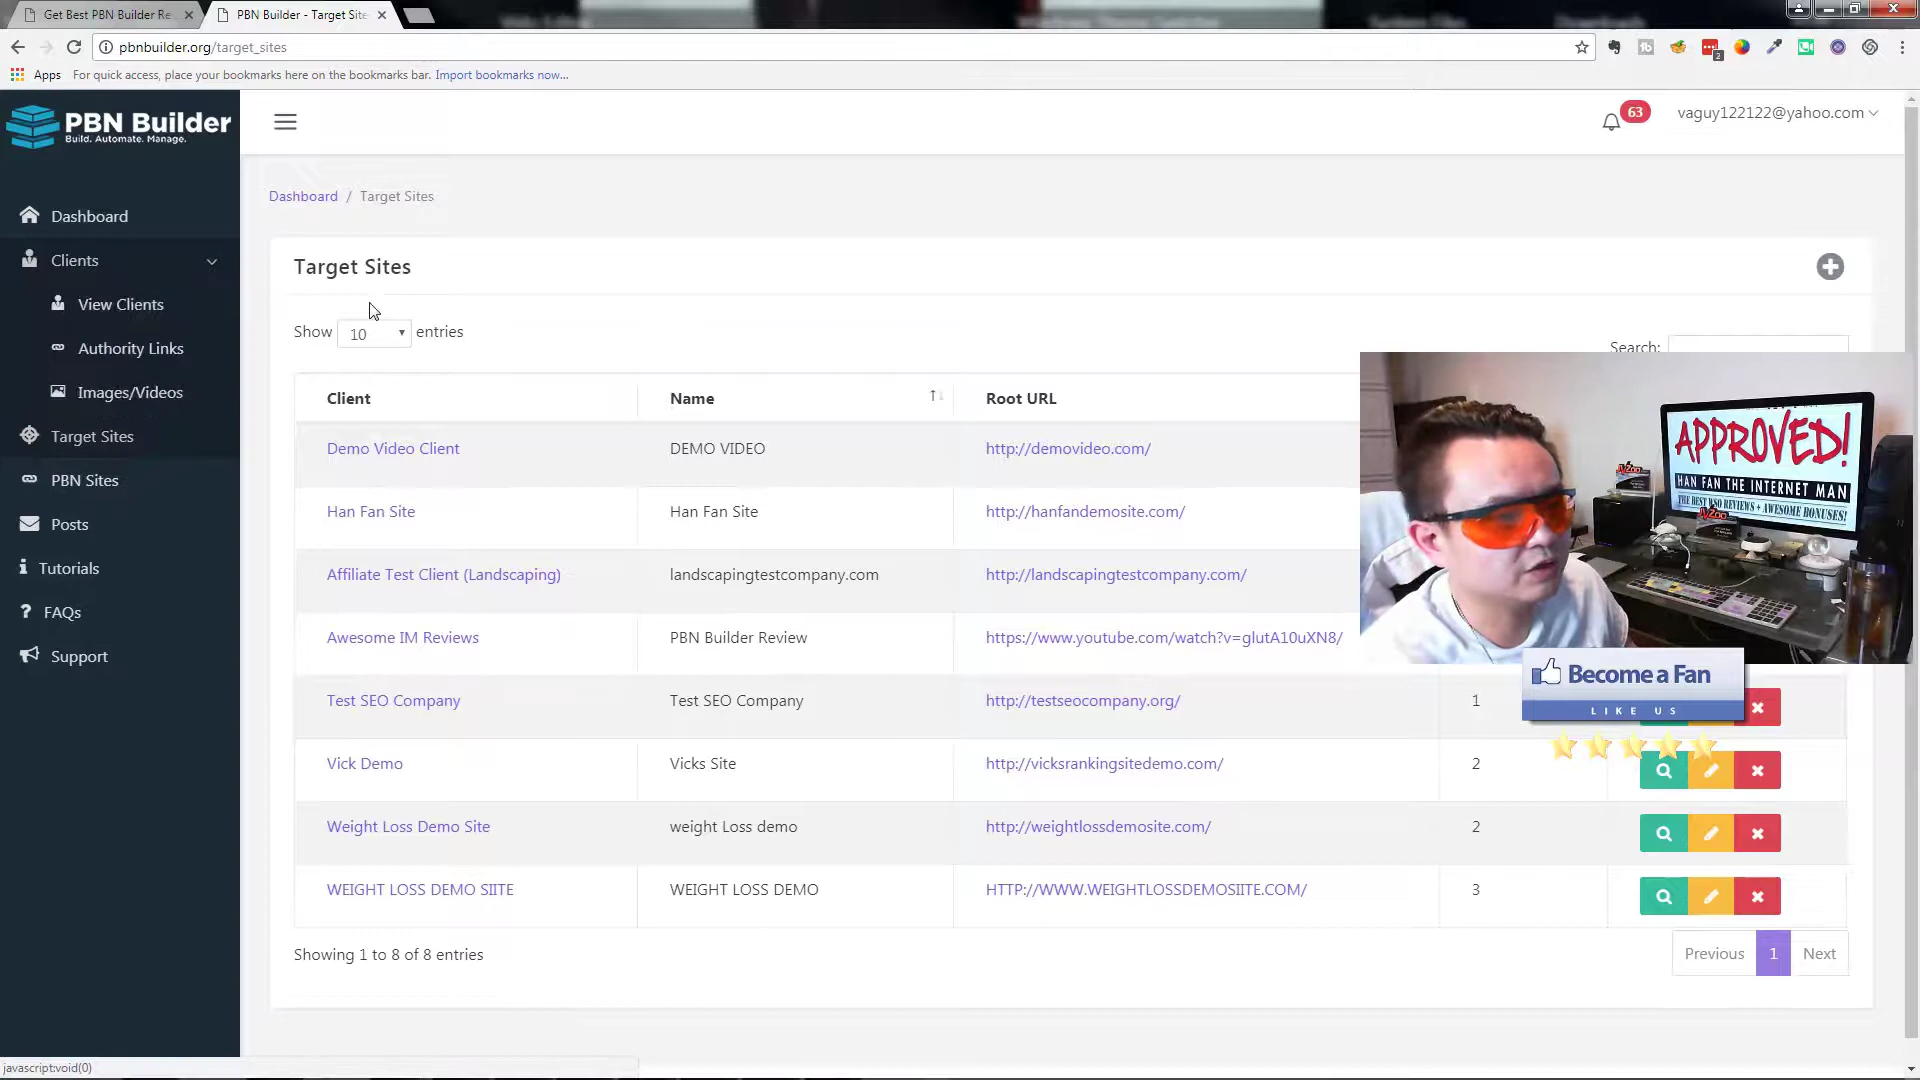 Get Best PBN Builder Re
PBN Builder - Target Site
pbnbuilder.org/target_sites
Apps For quick access, place your bookmarks here on the bookmarks bar. Import bookmarks now...
PBN Builder
Build. Automate. Manage.
63
vaguy122122@yahoo.com
Dashboard
Clients
View Clients
Authority Links
Images/Videos
Target Sites
PBN Sites
Posts
Tutorials
FAQs
Support
Dashboard / Target Sites
Target Sites
Show 10 entries
Search:
Client Name Root URL
Demo Video Client DEMO VIDEO http://demovideo.com/
Han Fan Site Han Fan Site http://hanfandemosite.com/
Affiliate Test Client (Landscaping) landscapingtestcompany.com http://landscapingtestcompany.com/
Awesome IM Reviews PBN Builder Review https://www.youtube.com/watch?v=glutA10uXN8/
Test SEO Company Test SEO Company http://testseocompany.org/ 1
Vick Demo Vicks Site http://vicksrankingsitedemo.com/ 2
Weight Loss Demo Site weight Loss demo http://weightlossdemosite.com/ 2
WEIGHT LOSS DEMO SIITE WEIGHT LOSS DEMO HTTP://WWW.WEIGHTLOSSDEMOSIITE.COM/ 3
Showing 1 to 8 of 8 entries
Previous 1 Next
APPROVED!
HAN FAN THE INTERNET MAN
THE BEST WSO REVIEWS + AWESOME BONUSES!
JVZoo
JVZoo
Become a Fan
LIKE US
javascript:void(0)